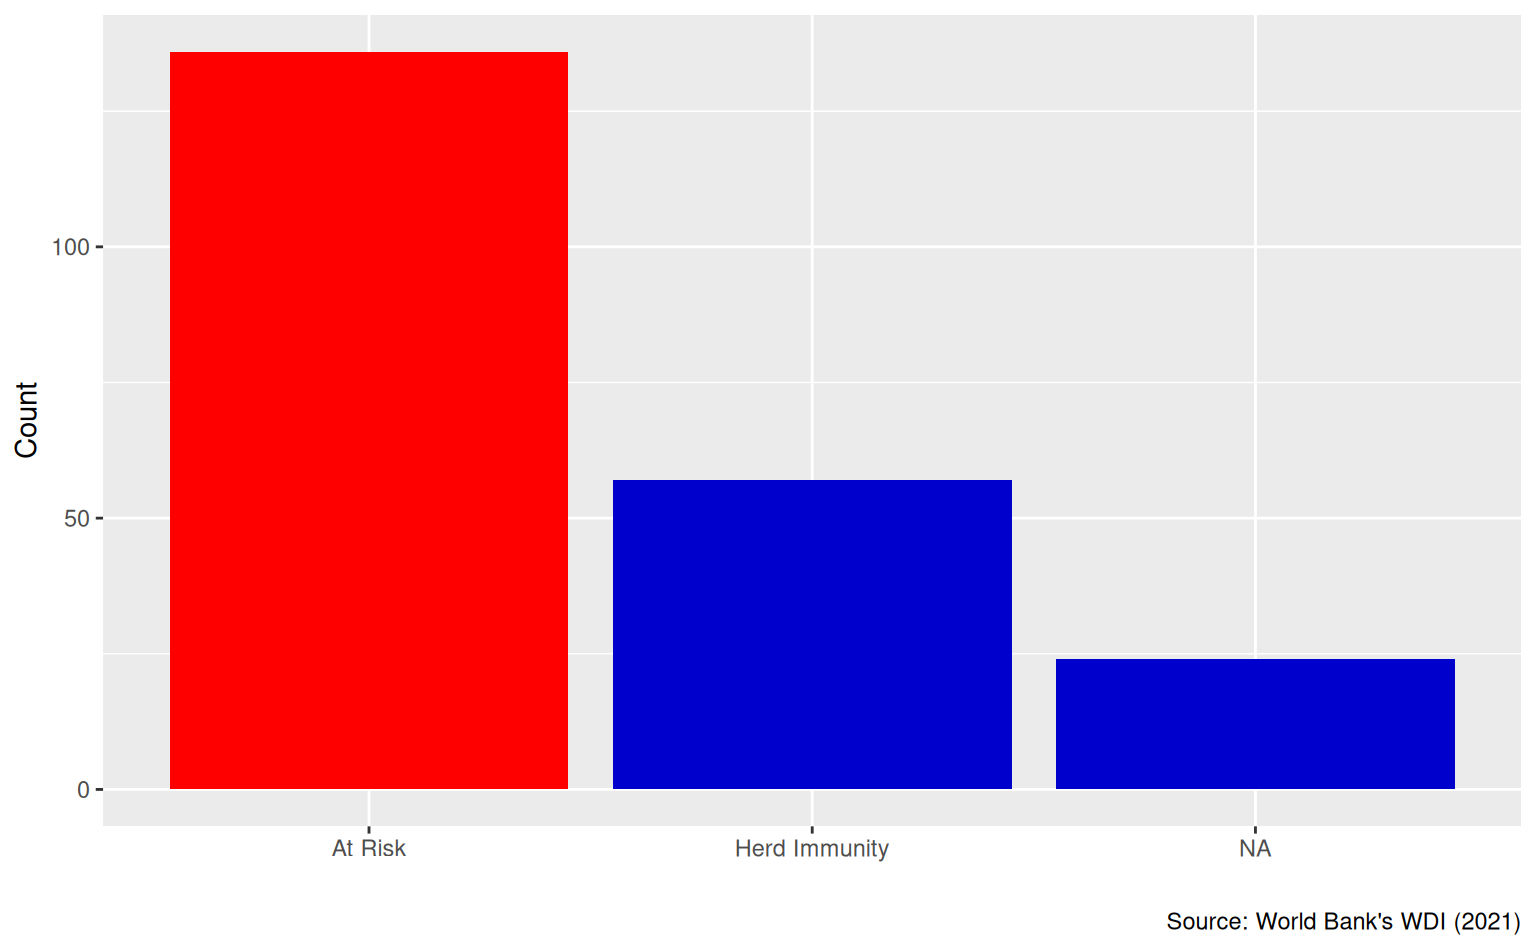 Count
100
50
0
At Risk
Herd Immunity
NA
Source: World Bank's WDI (2021)